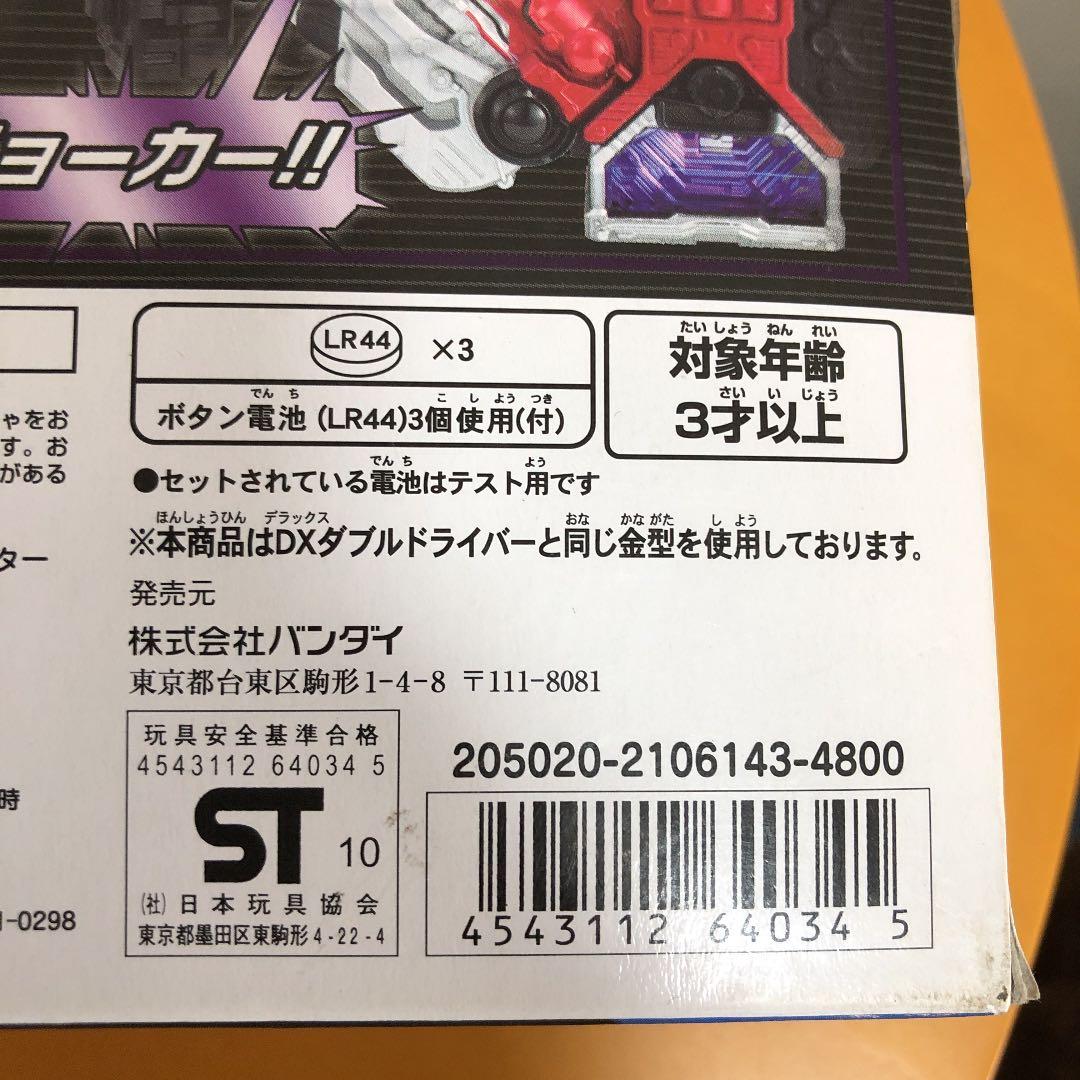 ョーカー!!
LR44 ×3
でんち こ しよう つき
ボタン電池 (LR44)3個使用(付)
たいしょう ねん れい
対象年齢
さい い じょう
3才以上
ゃをお
す。お
がある
でんち よう
●セットされている電池はテスト用です
ほんしょうひん デラックス おな かながた しよう
※本商品はDXダブルドライバーと同じ金型を使用しております。
ター
発売元
株式会社バンダイ
東京都台東区駒形1-4-8 〒111-8081
玩具安全基準合格
4543112 64034 5
ST 10
(社)日本玩具協会
東京都墨田区東駒形4-22-4
時
-0298
205020-2106143-4800
4543112 64034 5